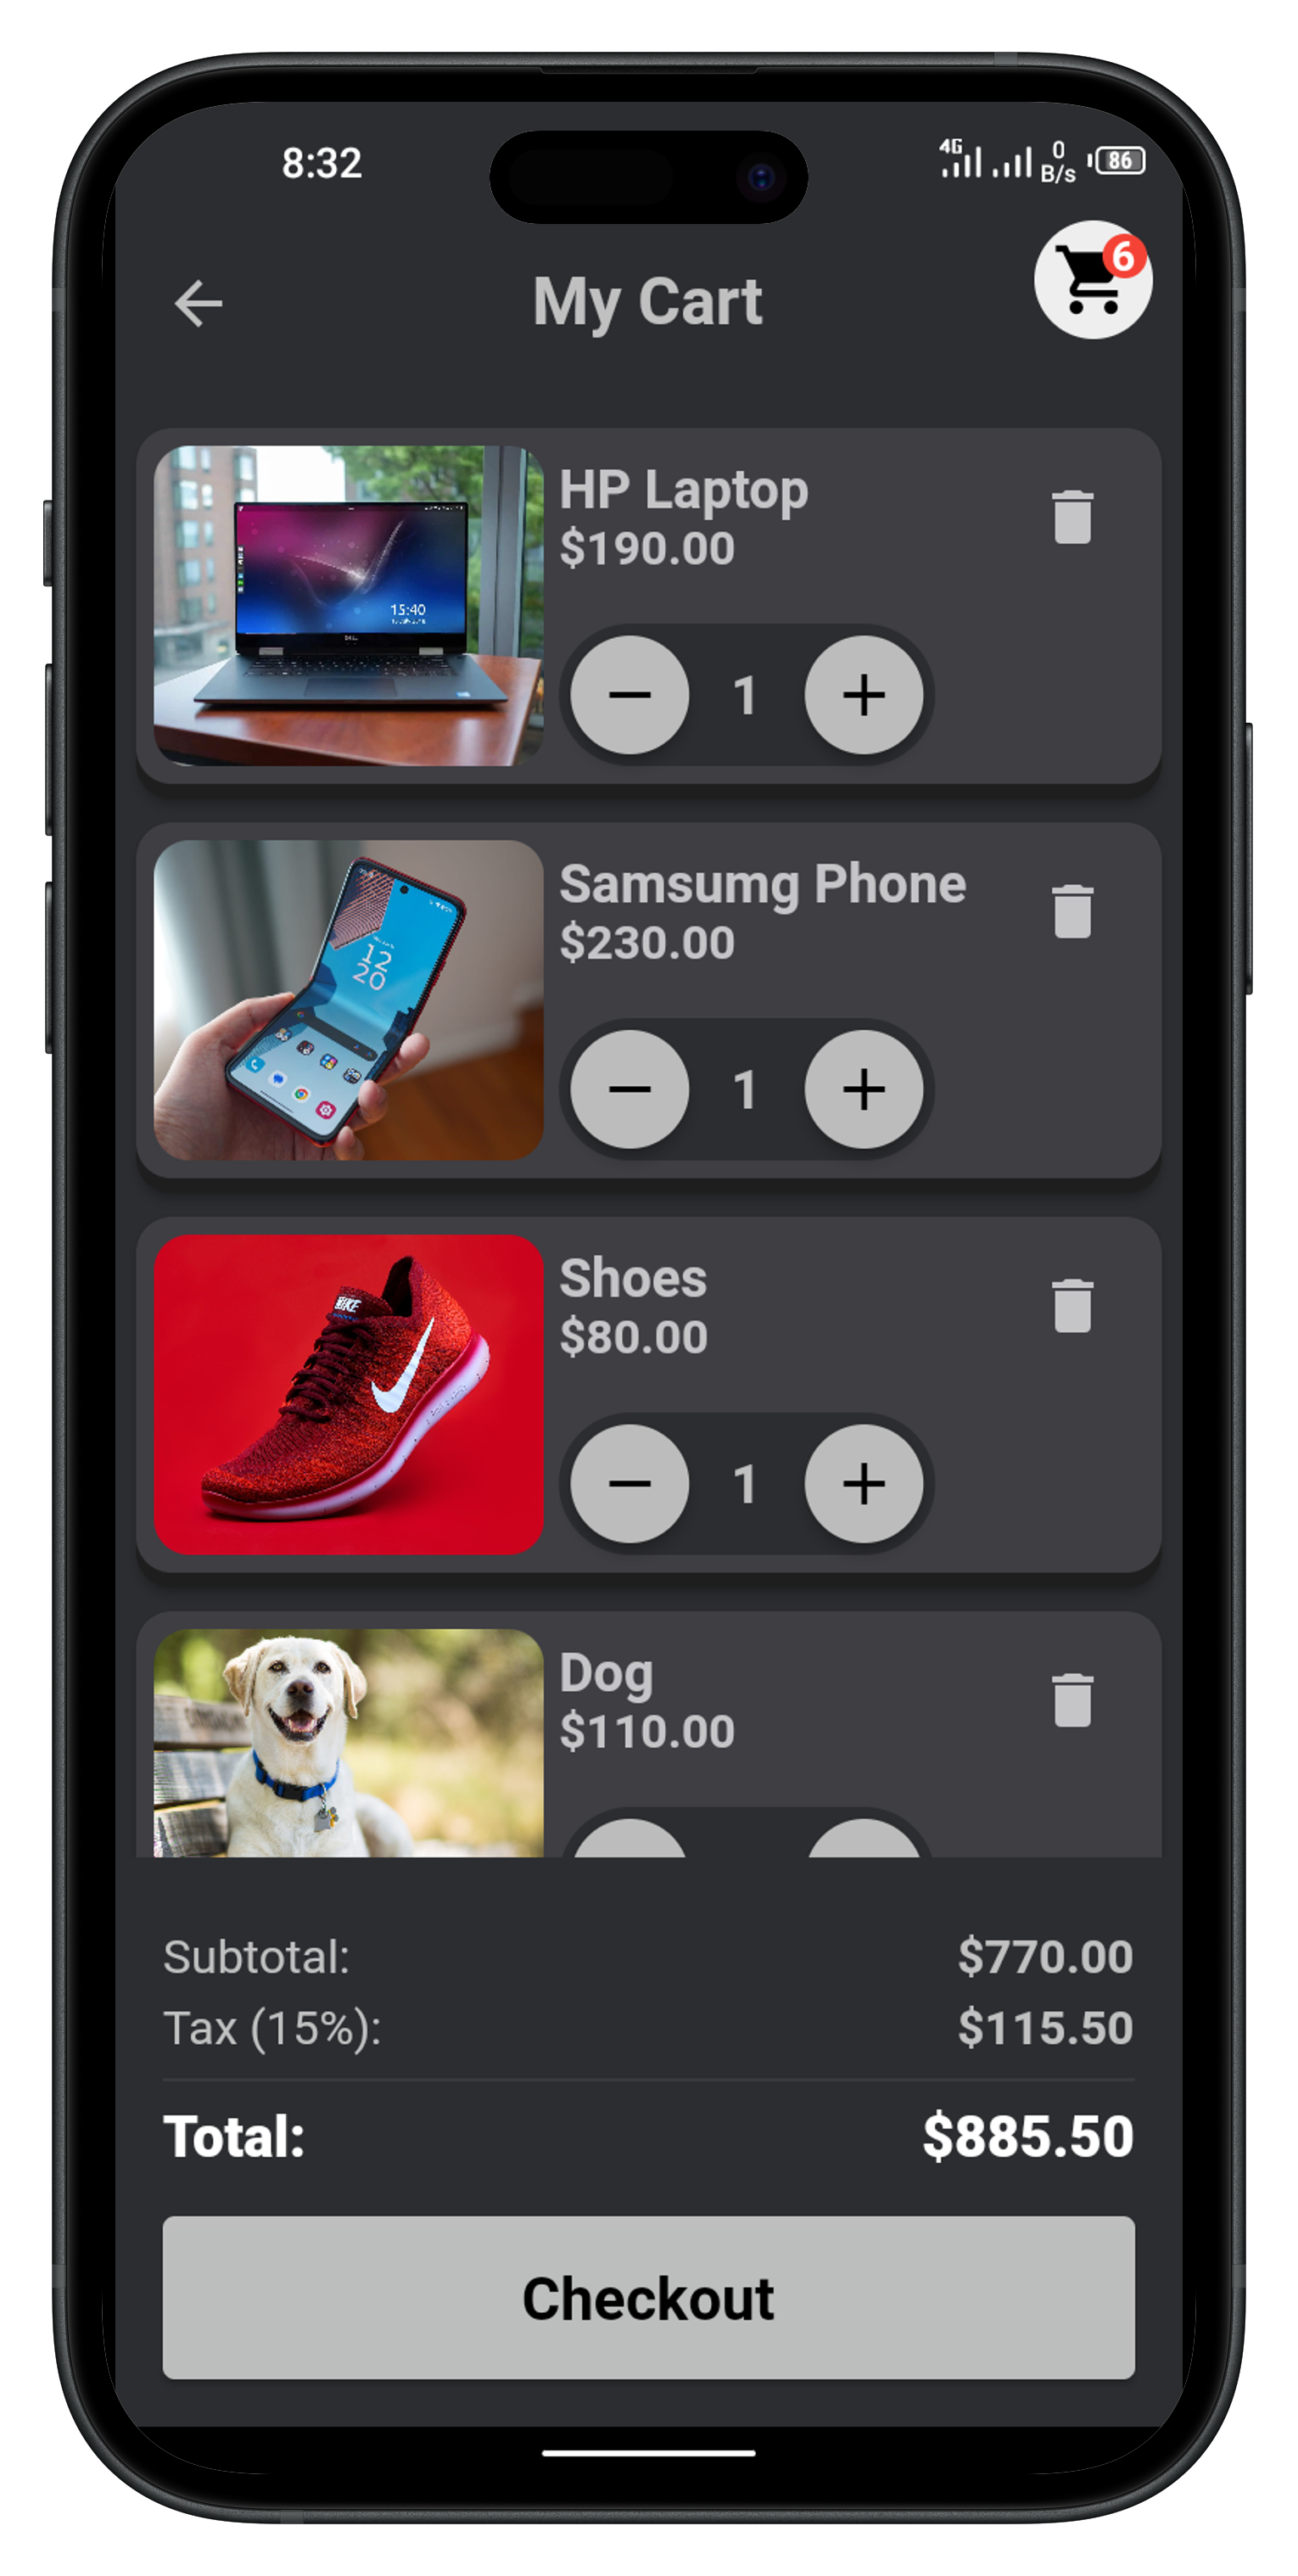 8:32
4G
0
B/s
86
My Cart
6
HP Laptop
$190.00
15:40
DELL
1
Samsumg Phone
$230.00
12
20
1
Shoes
$80.00
NIKE
1
Dog
$110.00
Subtotal:
$770.00
Tax (15%):
$115.50
Total:
$885.50
Checkout